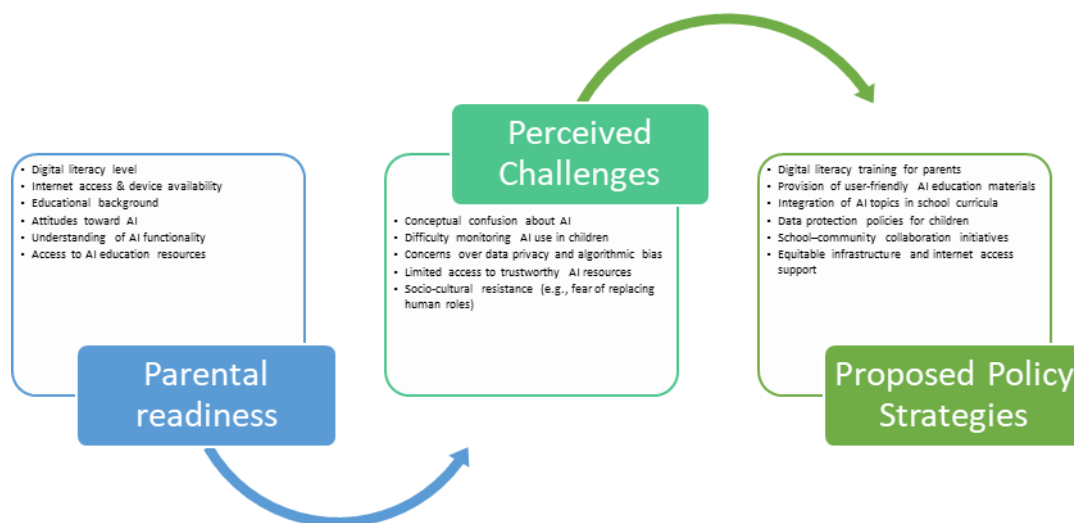 • Digital literacy level
• Internet access & device availability
• Educational background
• Attitudes toward AI
• Understanding of AI functionality
• Access to AI education resources
Parental
readiness
Perceived
Challenges
• Conceptual confusion about AI
• Difficulty monitoring AI use in children
• Concerns over data privacy and algorithmic bias
• Limited access to trustworthy AI resources
• Socio-cultural resistance (e.g., fear of replacing
human roles)
• Digital literacy training for parents
• Provision of user-friendly AI education materials
• Integration of AI topics in school curricula
• Data protection policies for children
• School–community collaboration initiatives
• Equitable infrastructure and internet access
support
Proposed Policy
Strategies